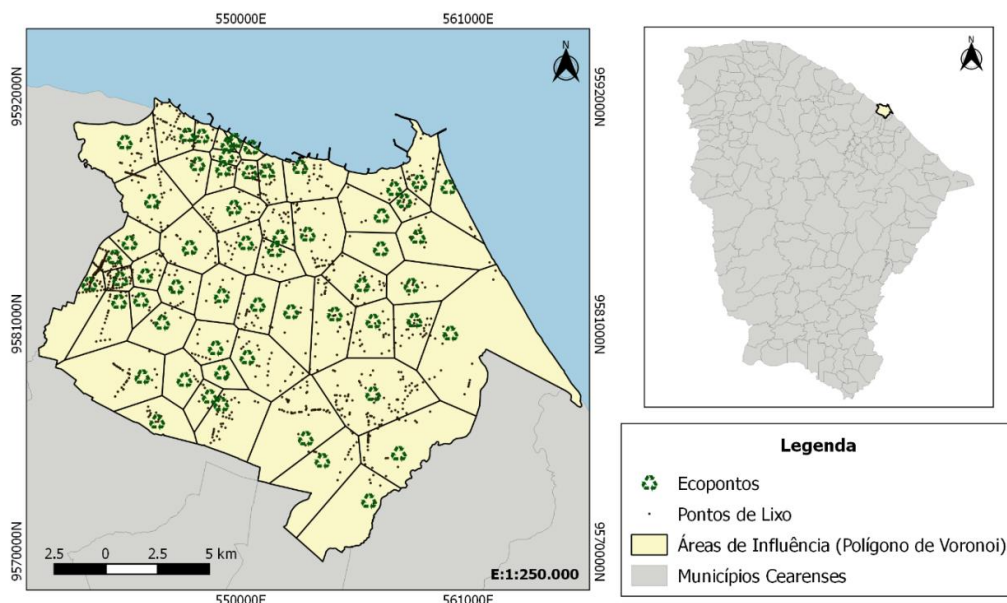 550000E
561000E
N
9592000N
9592000N
9581000N
9581000N
9570000N
9570000N
2.5 0 2.5 5 km
E:1:250.000
550000E
561000E
N
Legenda
Ecopontos
Pontos de Lixo
Áreas de Influência (Polígono de Voronoi)
Municípios Cearenses